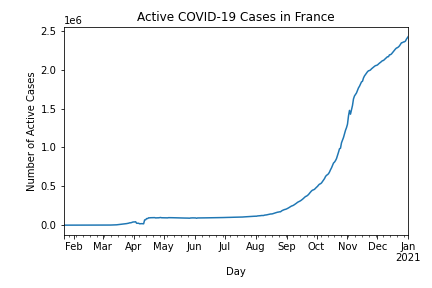 Active COVID-19 Cases in France
1e6
2.5
2.0
1.5
1.0
0.5
0.0
Number of Active Cases
Feb Mar Apr May Jun Jul Aug Sep Oct Nov Dec Jan
2021
Day